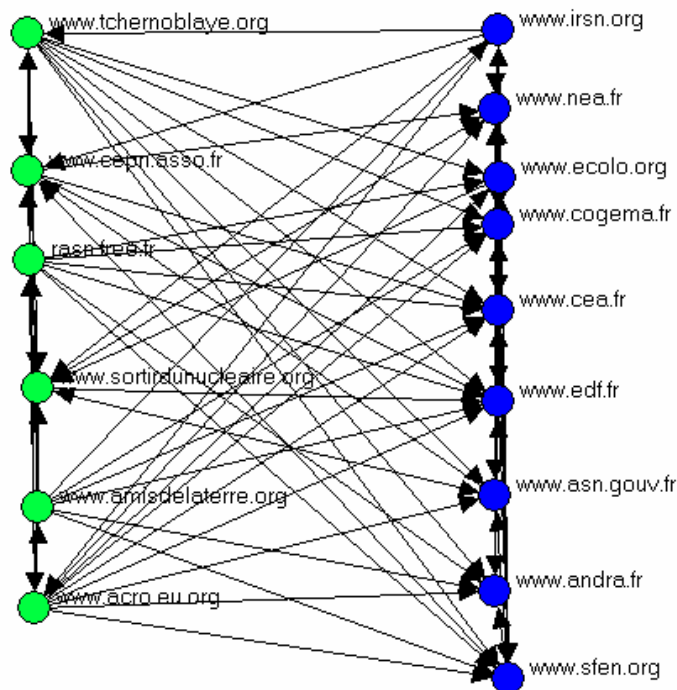 www.tchernoblaye.org
www.irsn.org
www.nea.fr
www.cepn.asso.fr
www.ecolo.org
www.cogema.fr
rasn.free.fr
www.cea.fr
www.sortirdunucleaire.org
www.edf.fr
www.amisdelaterre.org
www.asn.gouv.fr
www.acro.eu.org
www.andra.fr
www.sfen.org